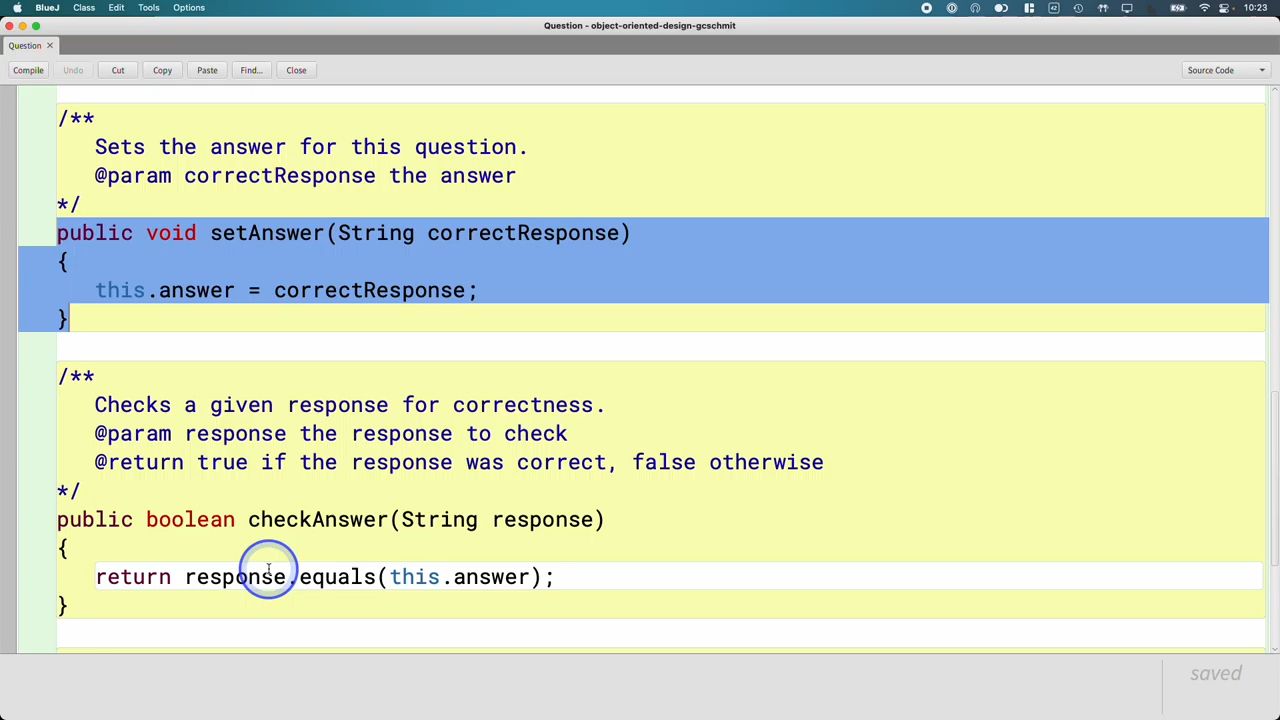 BlueJ Class Edit Tools Options 10:23
Question - object-oriented-design-gcschmit
Question
Compile Undo Cut Copy Paste Find... Close Source Code
/**
Sets the answer for this question.
@param correctResponse the answer
*/
public void setAnswer(String correctResponse)
{
this.answer = correctResponse;
}
/**
Checks a given response for correctness.
@param response the response to check
@return true if the response was correct, false otherwise
*/
public boolean checkAnswer(String response)
{
return response.equals(this.answer);
}
saved